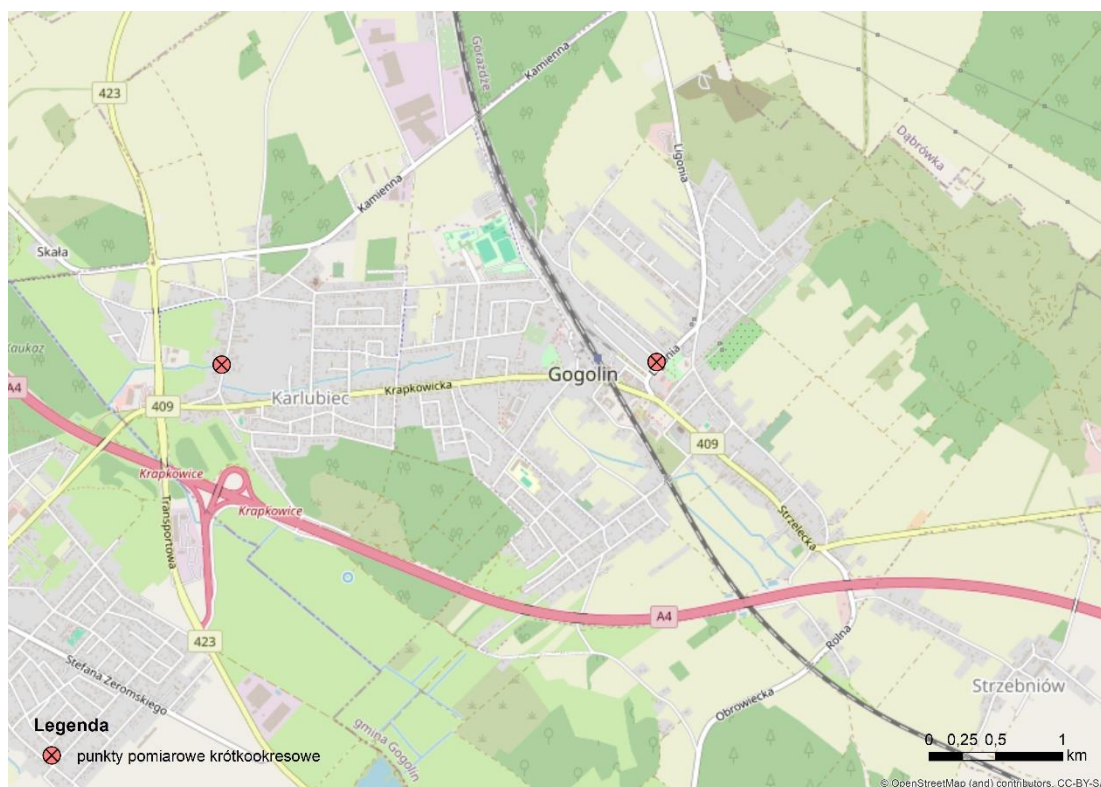 Gorażdże
Kamienna
423
Dąbrówka
Ligonia
Kamienna
Skała
Kaukaz
A4
Gogolin
Krapkowicka
Karlubiec
409
409
Krapkowice
Krapkowice
Transportowa
Strzelecka
A4
423
Rolna
Stefana Żeromskiego
Strzebniów
Obrowiecka
gmina Gogolin
Legenda
punkty pomiarowe krótkookresowe
0 0,25 0,5 1
km
© OpenStreetMap (and) contributors, CC-BY-SA